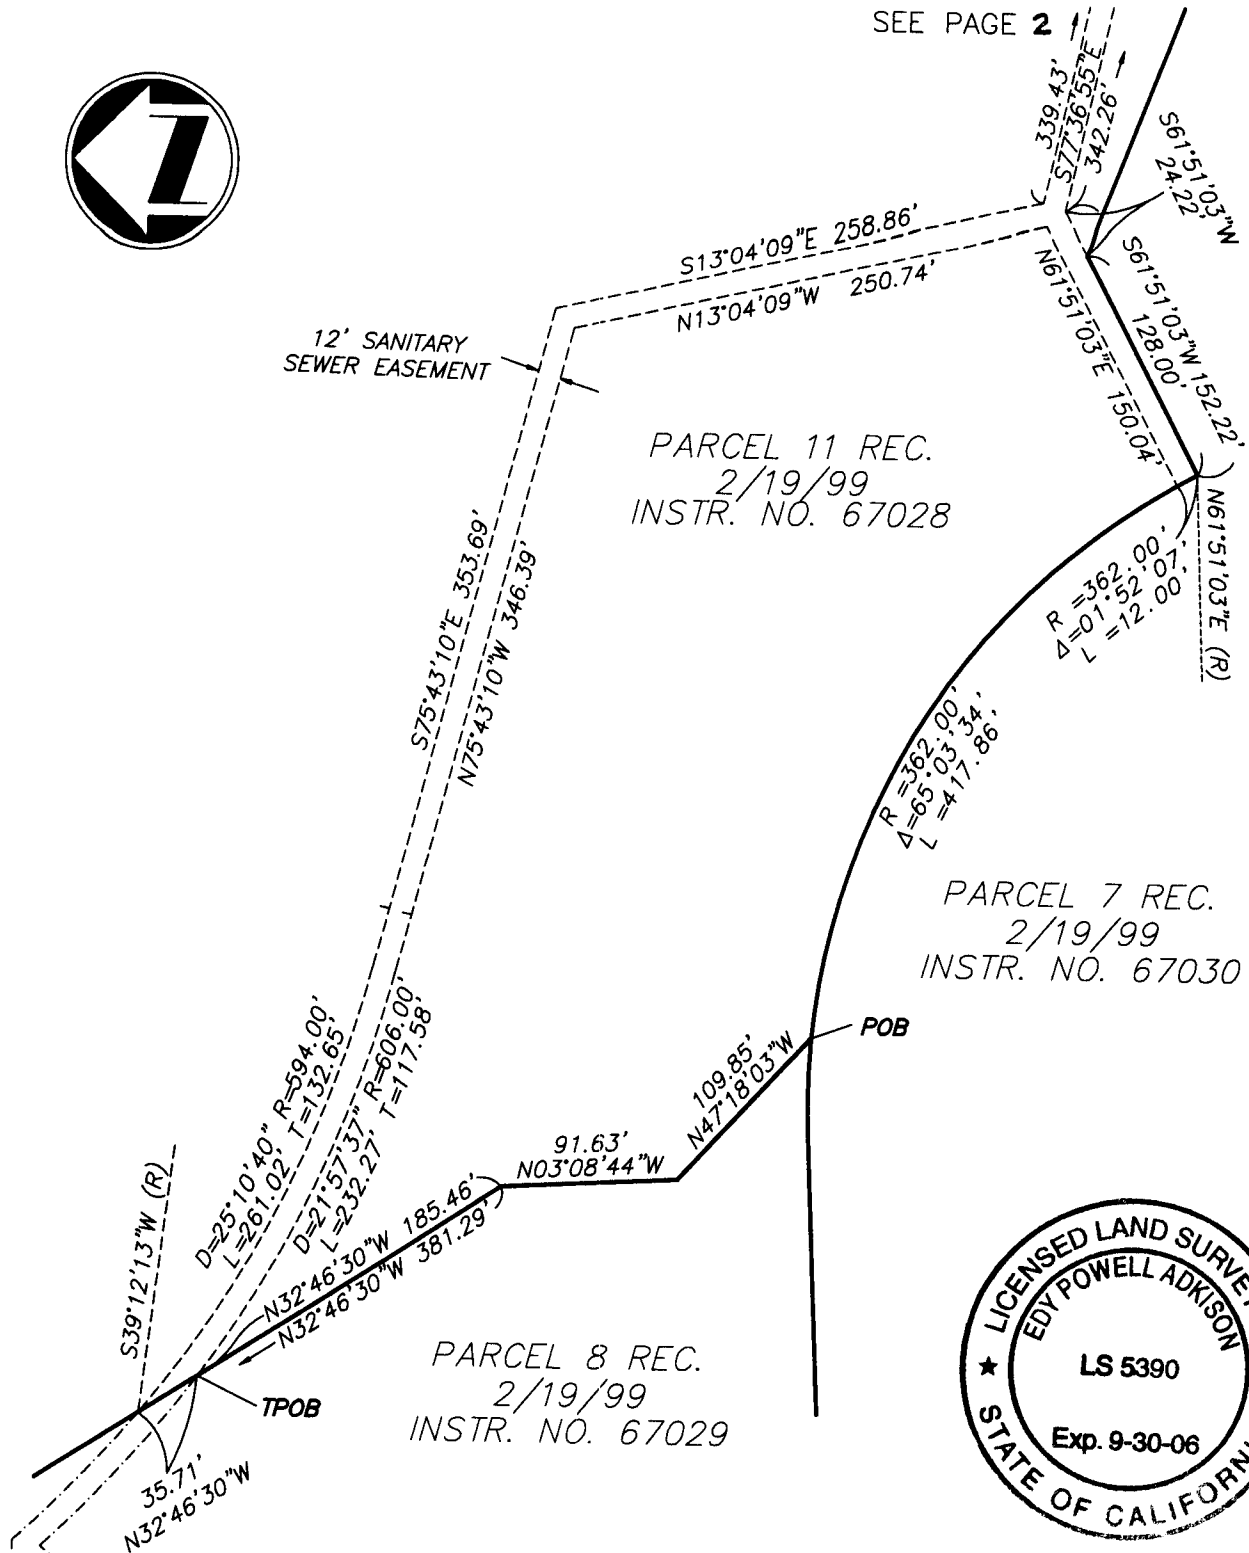 SEE PAGE 2
339.43'
S77°36'55"E
342.26'
S61°51'03"W
24.22'
S13°04'09"E 258.86'
N13°04'09"W 250.74'
S61°51'03"W 152.22'
128.00'
N61°51'03"E 150.04'
12' SANITARY
SEWER EASEMENT
PARCEL 11 REC.
2/19/99
INSTR. NO. 67028
N61°51'03"E (R)
S75°43'10"E 353.69'
N75°43'10"W 346.39'
R =362.00'
Δ=01°52'07'
L =12.00'
R =362.00'
Δ=65°03'34'
L =417.86'
PARCEL 7 REC.
2/19/99
INSTR. NO. 67030
POB
109.85'
N47°18'03"W
91.63'
N03°08'44"W
D=25°10'40" R=594.00'
L=261.02' T=132.65'
D=21°57'37" R=606.00'
L=232.27' T=117.58'
S39°12'13"W (R)
N32°46'30"W 185.46'
N32°46'30"W 381.29'
TPOB
PARCEL 8 REC.
2/19/99
INSTR. NO. 67029
35.71'
N32°46'30"W
LICENSED LAND SURVEY
EDY POWELL ADKISON
LS 5390
Exp. 9-30-06
STATE OF CALIFORNI